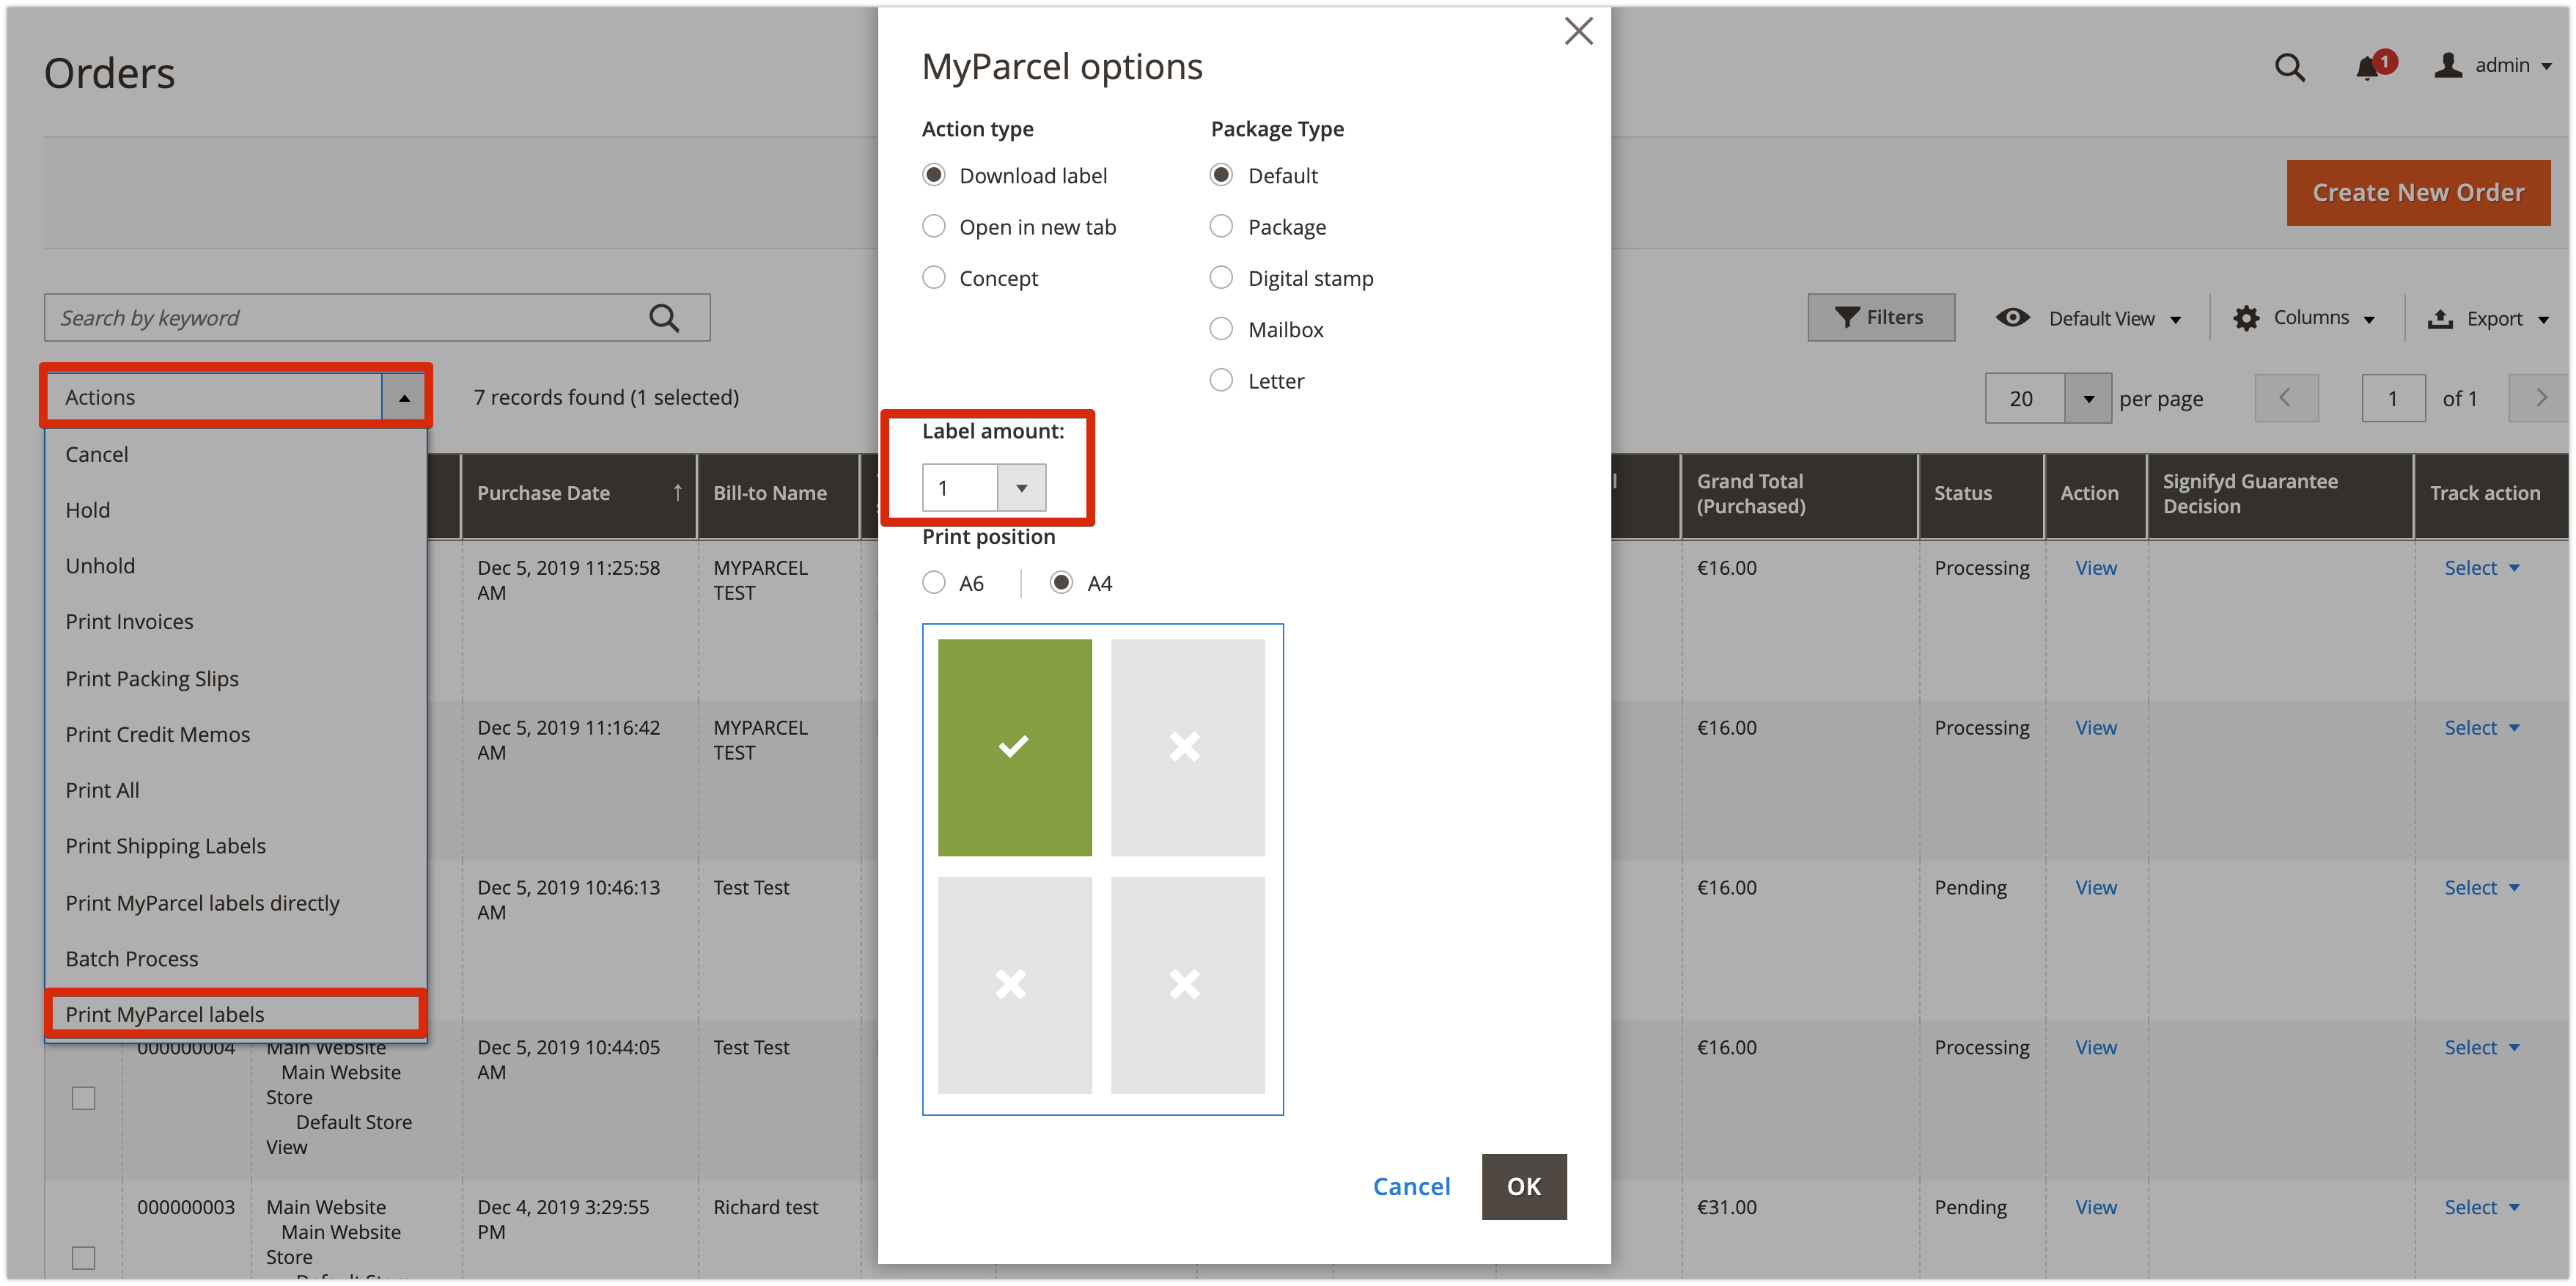 Orders
1
admin
Create New Order
Search by keyword
Filters
Default View
Columns
Export
Actions
7 records found (1 selected)
20
per page
1
of 1
Cancel
Hold
Unhold
Print Invoices
Print Packing Slips
Print Credit Memos
Print All
Print Shipping Labels
Print MyParcel labels directly
Batch Process
Print MyParcel labels
Purchase Date ↑
Bill-to Name
Grand Total
(Purchased)
Status
Action
Signifyd Guarantee
Decision
Track action
Dec 5, 2019 11:25:58
AM
MYPARCEL
TEST
€16.00
Processing
View
Select
Dec 5, 2019 11:16:42
AM
MYPARCEL
TEST
€16.00
Processing
View
Select
Dec 5, 2019 10:46:13
AM
Test Test
€16.00
Pending
View
Select
000000004
Main Website
Main Website
Store
Default Store
View
Dec 5, 2019 10:44:05
AM
Test Test
€16.00
Processing
View
Select
000000003
Main Website
Main Website
Store
Dec 4, 2019 3:29:55
PM
Richard test
€31.00
Pending
View
Select
MyParcel options
Action type
Download label
Open in new tab
Concept
Package Type
Default
Package
Digital stamp
Mailbox
Letter
Label amount:
1
Print position
A6
A4
Cancel
OK